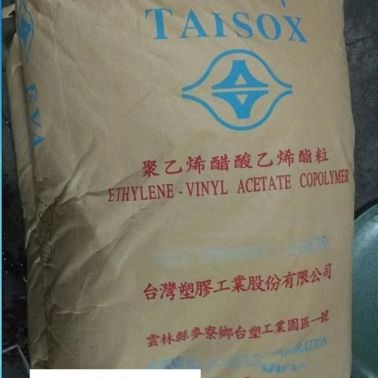 TAISOX
EVA
聚乙烯醋酸乙烯酯粒
ETHYLENE-VINYL ACETATE COPOLYMER
台灣塑膠工業股份有限公司
雲林縣麥寮鄉台塑工業園區一號